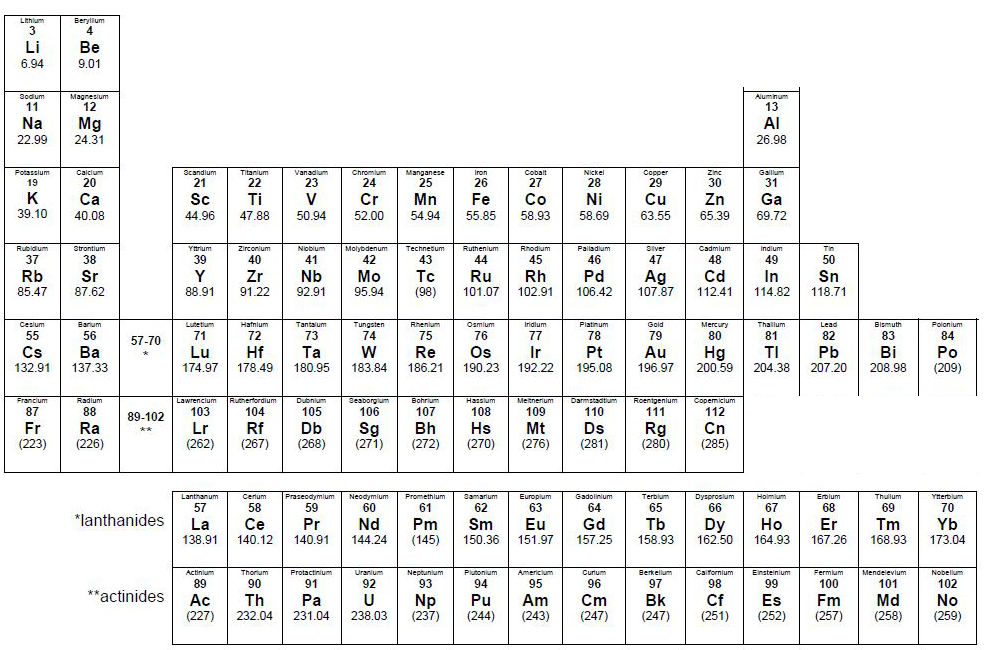 Lithium Beryllium
3 4
Li Be
6.94 9.01
Sodium Magnesium Aluminum
11 12 13
Na Mg Al
22.99 24.31 26.98
Potassium Calcium Scandium Titanium Vanadium Chromium Manganese Iron Cobalt Nickel Copper Zinc Gallium
19 20 21 22 23 24 25 26 27 28 29 30 31
K Ca Sc Ti V Cr Mn Fe Co Ni Cu Zn Ga
39.10 40.08 44.96 47.88 50.94 52.00 54.94 55.85 58.93 58.69 63.55 65.39 69.72
Rubidium Strontium Yttrium Zirconium Niobium Molybdenum Technetium Ruthenium Rhodium Palladium Silver Cadmium Indium Tin
37 38 39 40 41 42 43 44 45 46 47 48 49 50
Rb Sr Y Zr Nb Mo Tc Ru Rh Pd Ag Cd In Sn
85.47 87.62 88.91 91.22 92.91 95.94 (98) 101.07 102.91 106.42 107.87 112.41 114.82 118.71
Cesium Barium Lutetium Hafnium Tantalum Tungsten Rhenium Osmium Iridium Platinum Gold Mercury Thallium Lead Bismuth Polonium
55 56 57-70 71 72 73 74 75 76 77 78 79 80 81 82 83 84
Cs Ba * Lu Hf Ta W Re Os Ir Pt Au Hg Tl Pb Bi Po
132.91 137.33 174.97 178.49 180.95 183.84 186.21 190.23 192.22 195.08 196.97 200.59 204.38 207.20 208.98 (209)
Francium Radium Lawrencium Rutherfordium Dubnium Seaborgium Bohrium Hassium Meitnerium Darmstadtium Roentgenium Copernicium
87 88 89-102 103 104 105 106 107 108 109 110 111 112
Fr Ra ** Lr Rf Db Sg Bh Hs Mt Ds Rg Cn
(223) (226) (262) (267) (268) (271) (272) (270) (276) (281) (280) (285)
Lanthanum Cerium Praseodymium Neodymium Promethium Samarium Europium Gadolinium Terbium Dysprosium Holmium Erbium Thulium Ytterbium
57 58 59 60 61 62 63 64 65 66 67 68 69 70
*lanthanides La Ce Pr Nd Pm Sm Eu Gd Tb Dy Ho Er Tm Yb
138.91 140.12 140.91 144.24 (145) 150.36 151.97 157.25 158.93 162.50 164.93 167.26 168.93 173.04
Actinium Thorium Protactinium Uranium Neptunium Plutonium Americium Curium Berkelium Californium Einsteinium Fermium Mendelevium Nobelium
89 90 91 92 93 94 95 96 97 98 99 100 101 102
**actinides Ac Th Pa U Np Pu Am Cm Bk Cf Es Fm Md No
(227) 232.04 231.04 238.03 (237) (244) (243) (247) (247) (251) (252) (257) (258) (259)